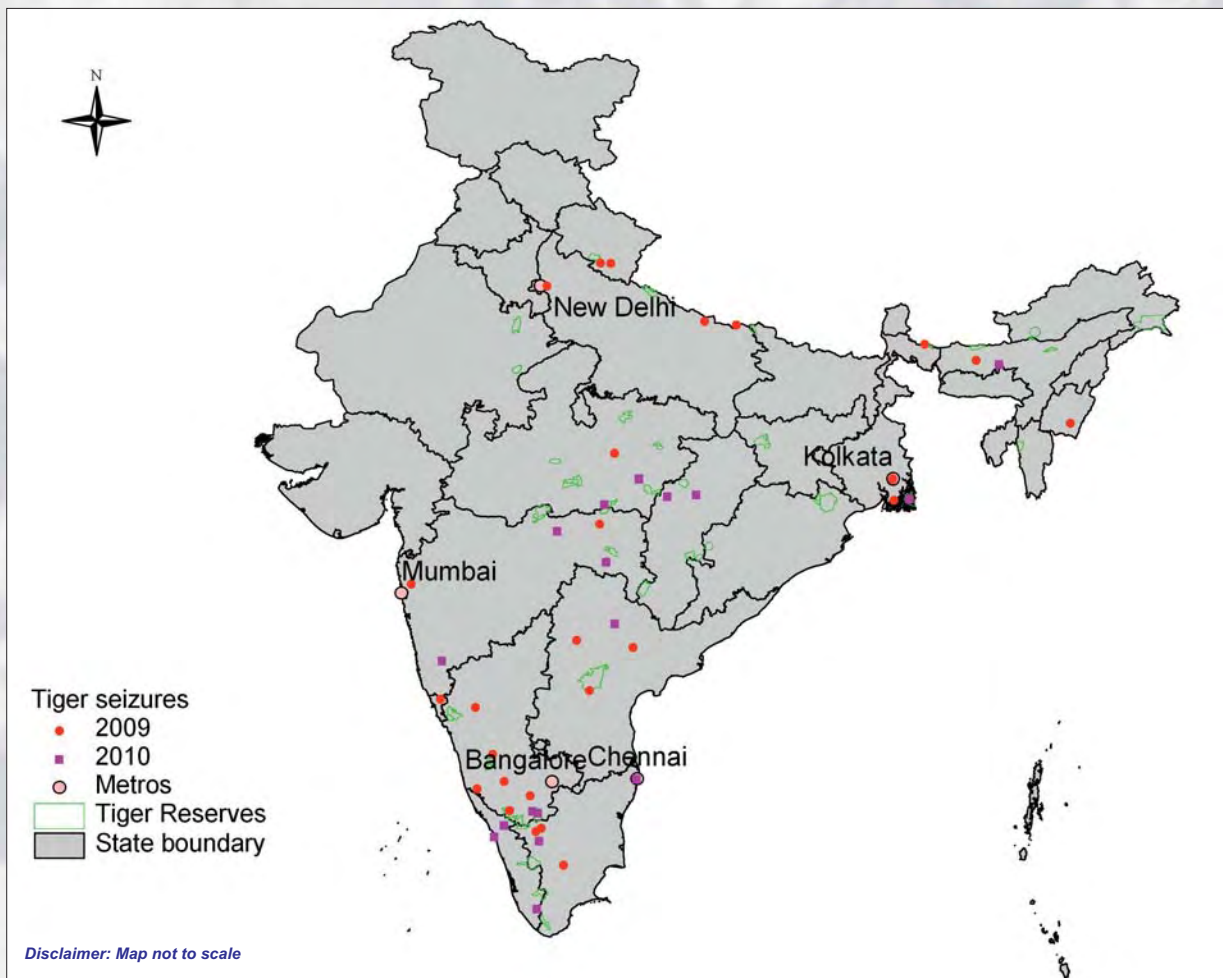 N
New Delhi
Kolkata
Mumbai
Bangalore Chennai
Tiger seizures
2009
2010
Metros
Tiger Reserves
State boundary
Disclaimer: Map not to scale